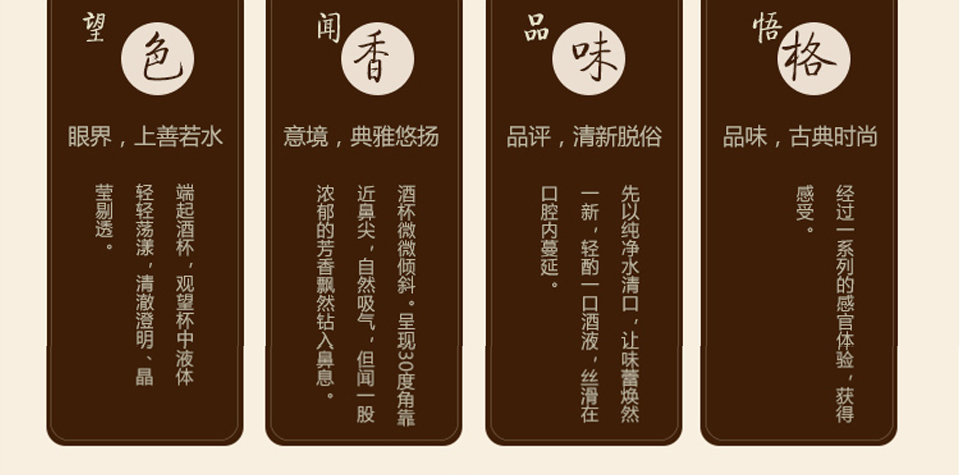 望
色
眼界，上善若水
端起酒杯，观望杯中液体
轻轻荡漾，清澈澄明、晶
莹剔透。
闻
香
意境，典雅悠扬
酒杯微微倾斜。呈现30度角靠
近鼻尖，自然吸气，但闻一股
浓郁的芳香飘然钻入鼻息。
品
味
品评，清新脱俗
先以纯净水清口，让味蕾焕然
一新，轻酌一口酒液，丝滑在
口腔内蔓延。
悟
格
品味，古典时尚
经过一系列的感官体验，获得
感受。